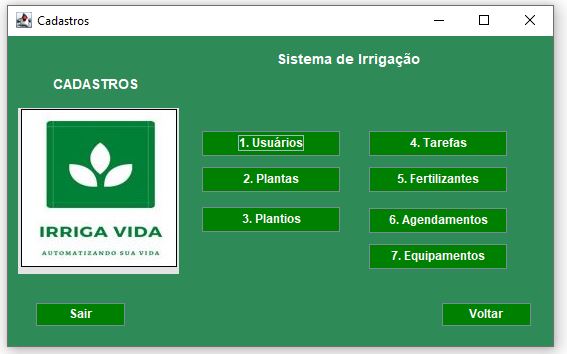 Cadastros
Sistema de Irrigação
CADASTROS
IRRIGA VIDA
AUTOMATIZANDO SUA VIDA
1. Usuários
2. Plantas
3. Plantios
4. Tarefas
5. Fertilizantes
6. Agendamentos
7. Equipamentos
Sair
Voltar